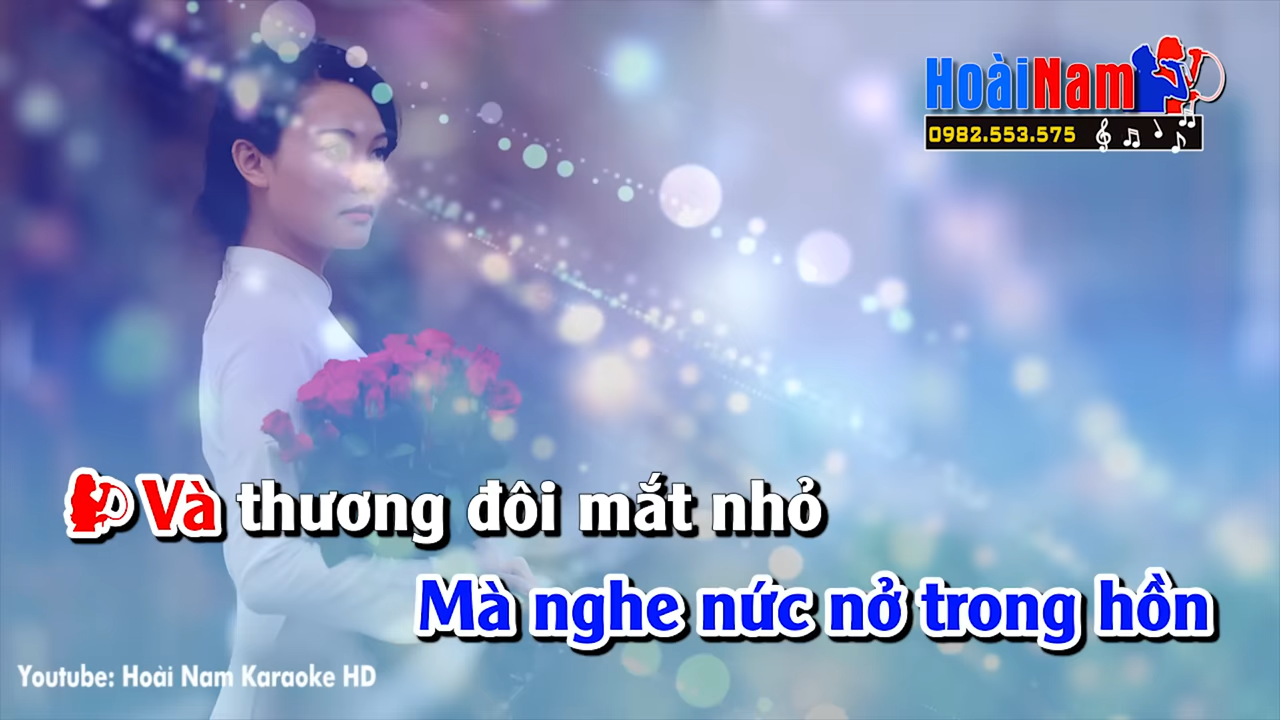 HoàiNam
0982.553.575
Và thương đôi mắt nhỏ
Mà nghe nức nở trong hồn
Youtube: Hoài Nam Karaoke HD